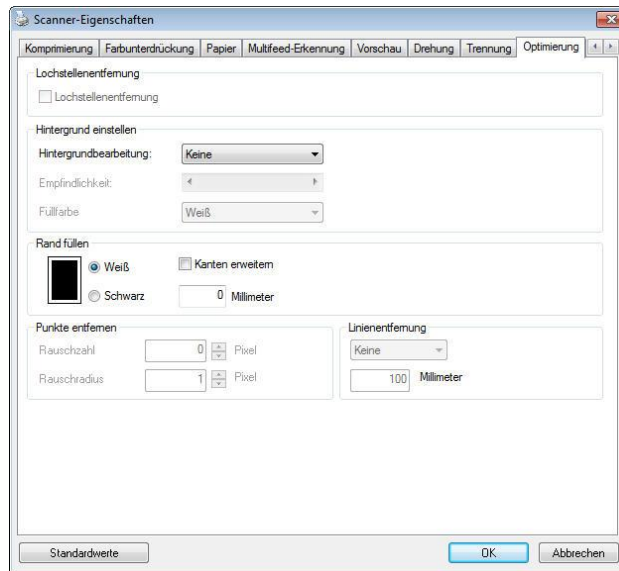 Scanner-Eigenschaften
Komprimierung Farbunterdrückung Papier Multifeed-Erkennung Vorschau Drehung Trennung Optimierung
Lochstellenentfernung
Lochstellenentfernung
Hintergrund einstellen
Hintergrundbearbeitung: Keine
Empfindlichkeit:
Füllfarbe Weiß
Rand füllen
Weiß Kanten erweitern
Schwarz 0 Millimeter
Punkte entfernen Linienentfernung
Rauschzahl 0 Pixel Keine
Rauschradius 1 Pixel 100 Millimeter
Standardwerte OK Abbrechen